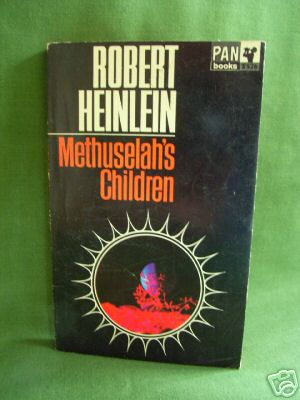 ROBERT
HEINLEIN
PAN
books
Methuselah's
Children